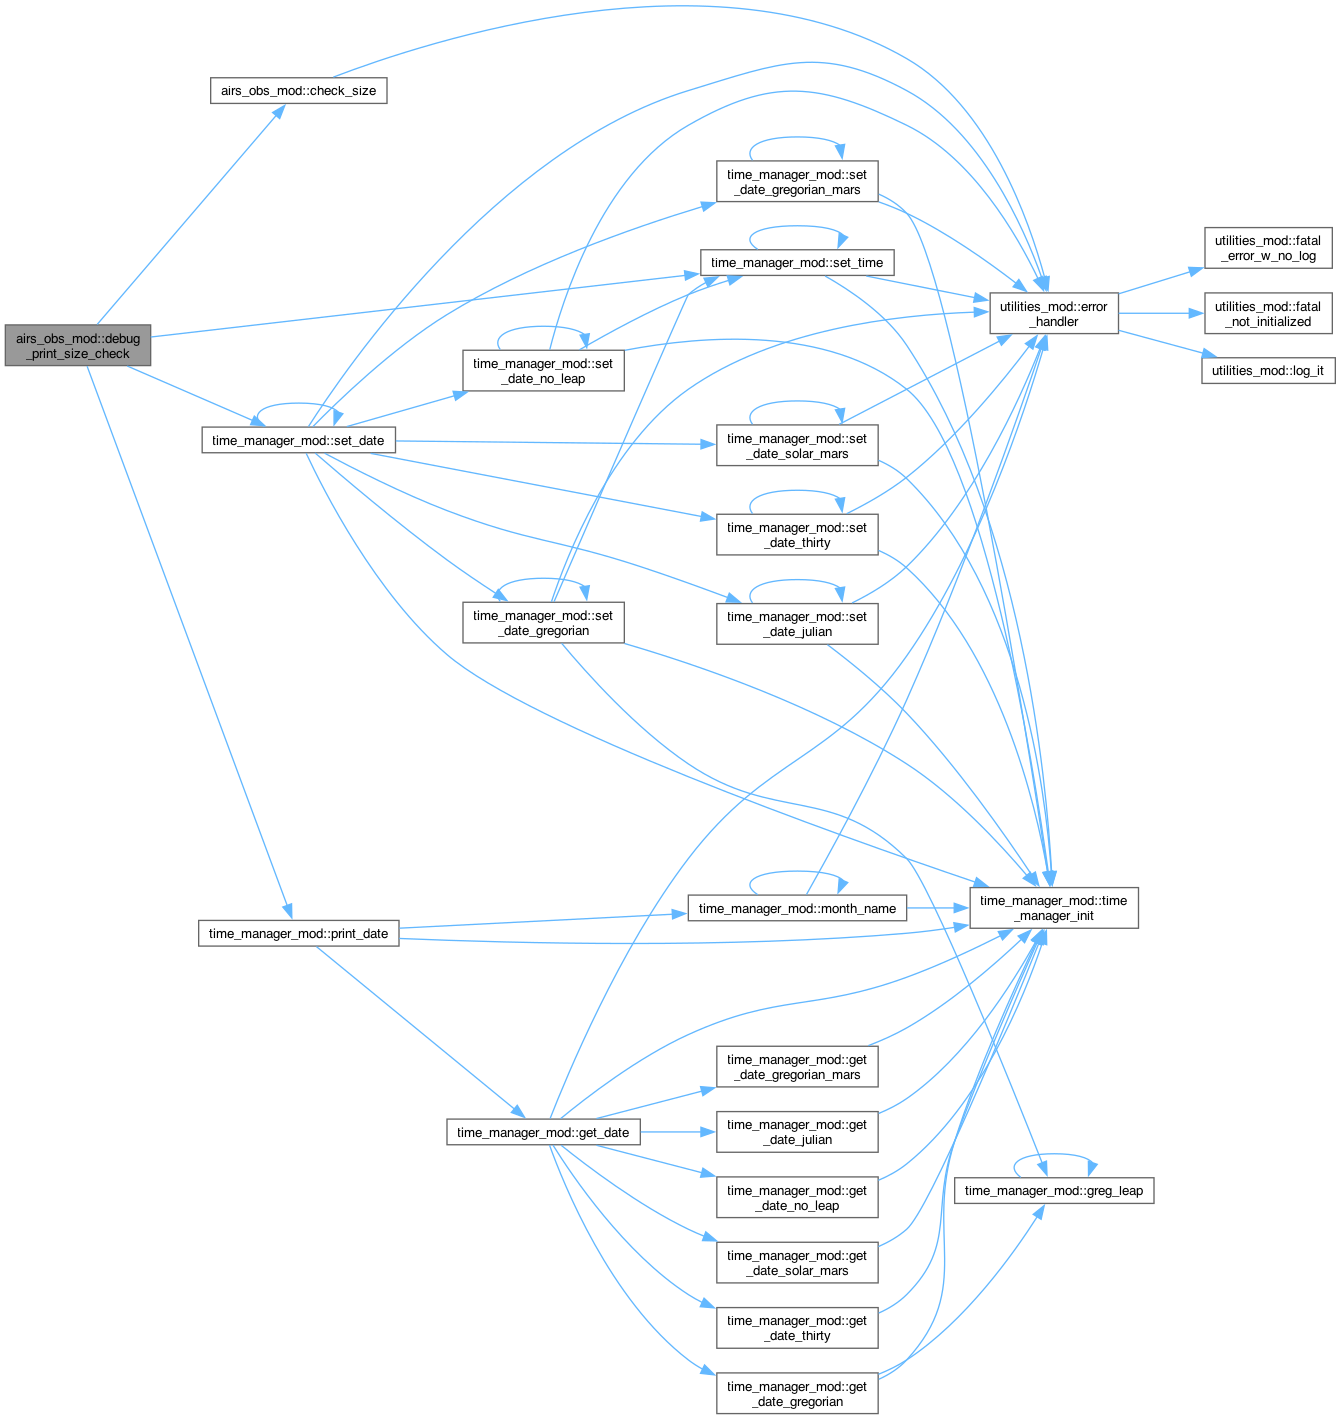 airs_obs_mod::debug
_print_size_check
airs_obs_mod::check_size
time_manager_mod::set_date
time_manager_mod::print_date
time_manager_mod::set
_date_no_leap
time_manager_mod::set
_date_gregorian
time_manager_mod::get_date
time_manager_mod::set
_date_gregorian_mars
time_manager_mod::set_time
time_manager_mod::set
_date_solar_mars
time_manager_mod::set
_date_thirty
time_manager_mod::set
_date_julian
time_manager_mod::month_name
time_manager_mod::get
_date_gregorian_mars
time_manager_mod::get
_date_julian
time_manager_mod::get
_date_no_leap
time_manager_mod::get
_date_solar_mars
time_manager_mod::get
_date_thirty
time_manager_mod::get
_date_gregorian
utilities_mod::error
_handler
time_manager_mod::time
_manager_init
time_manager_mod::greg_leap
utilities_mod::fatal
_error_w_no_log
utilities_mod::fatal
_not_initialized
utilities_mod::log_it